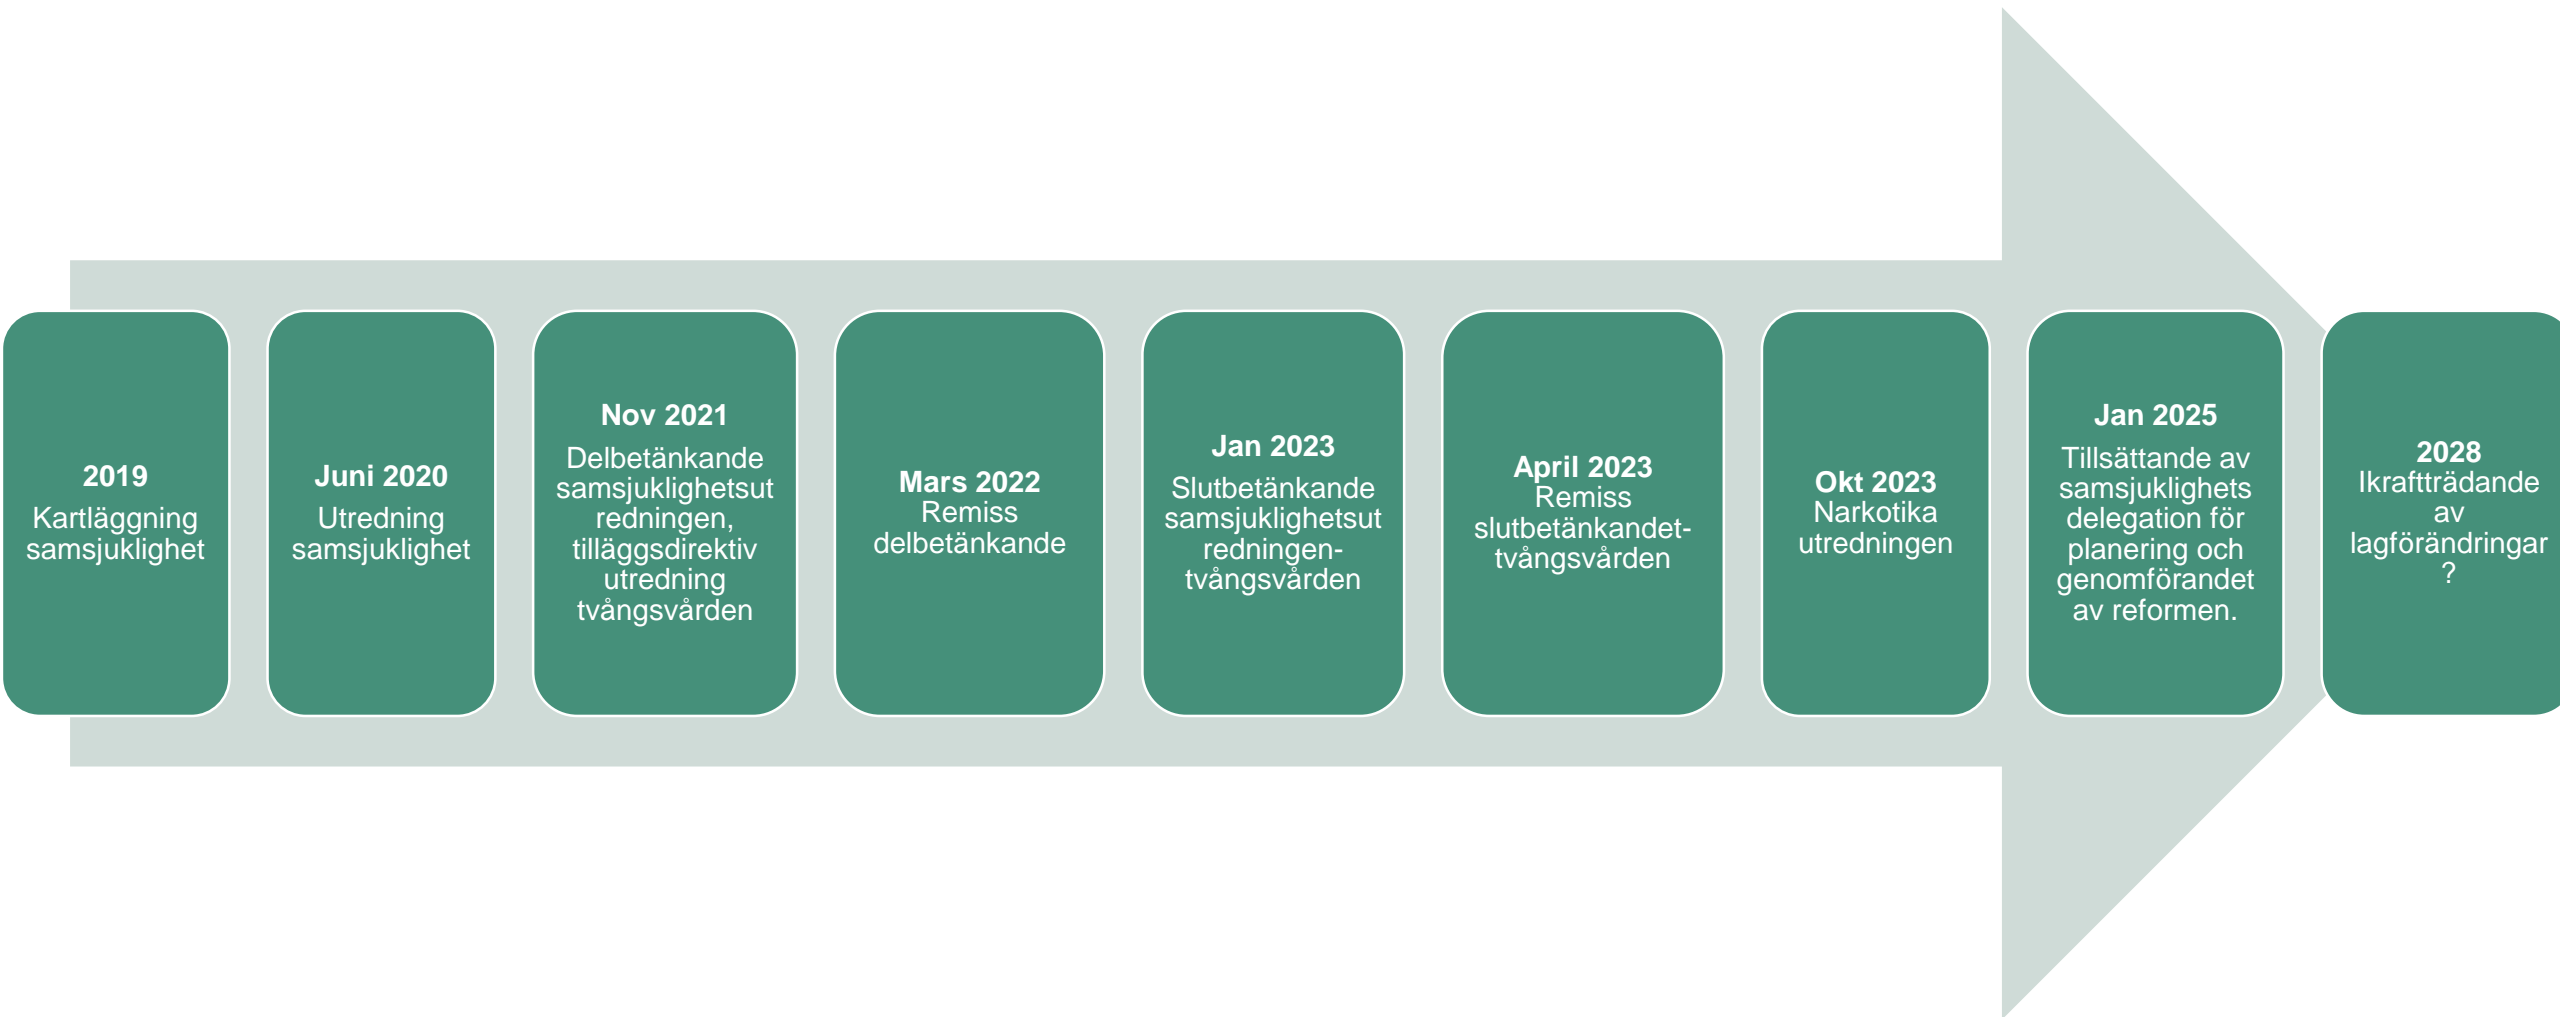 2019
Kartläggning
samsjuklighet
Juni 2020
Utredning
samsjuklighet
Nov 2021
Delbetänkande
samsjuklighetsut
redningen,
tilläggsdirektiv
utredning
tvångsvården
Mars 2022
Remiss
delbetänkande
Jan 2023
Slutbetänkande
samsjuklighetsut
redningen-
tvångsvården
April 2023
Remiss
slutbetänkandet-
tvångsvården
Okt 2023
Narkotika
utredningen
Jan 2025
Tillsättande av
samsjuklighets
delegation för
planering och
genomförandet
av reformen.
2028
Ikraftträdande
av
lagförändringar
?